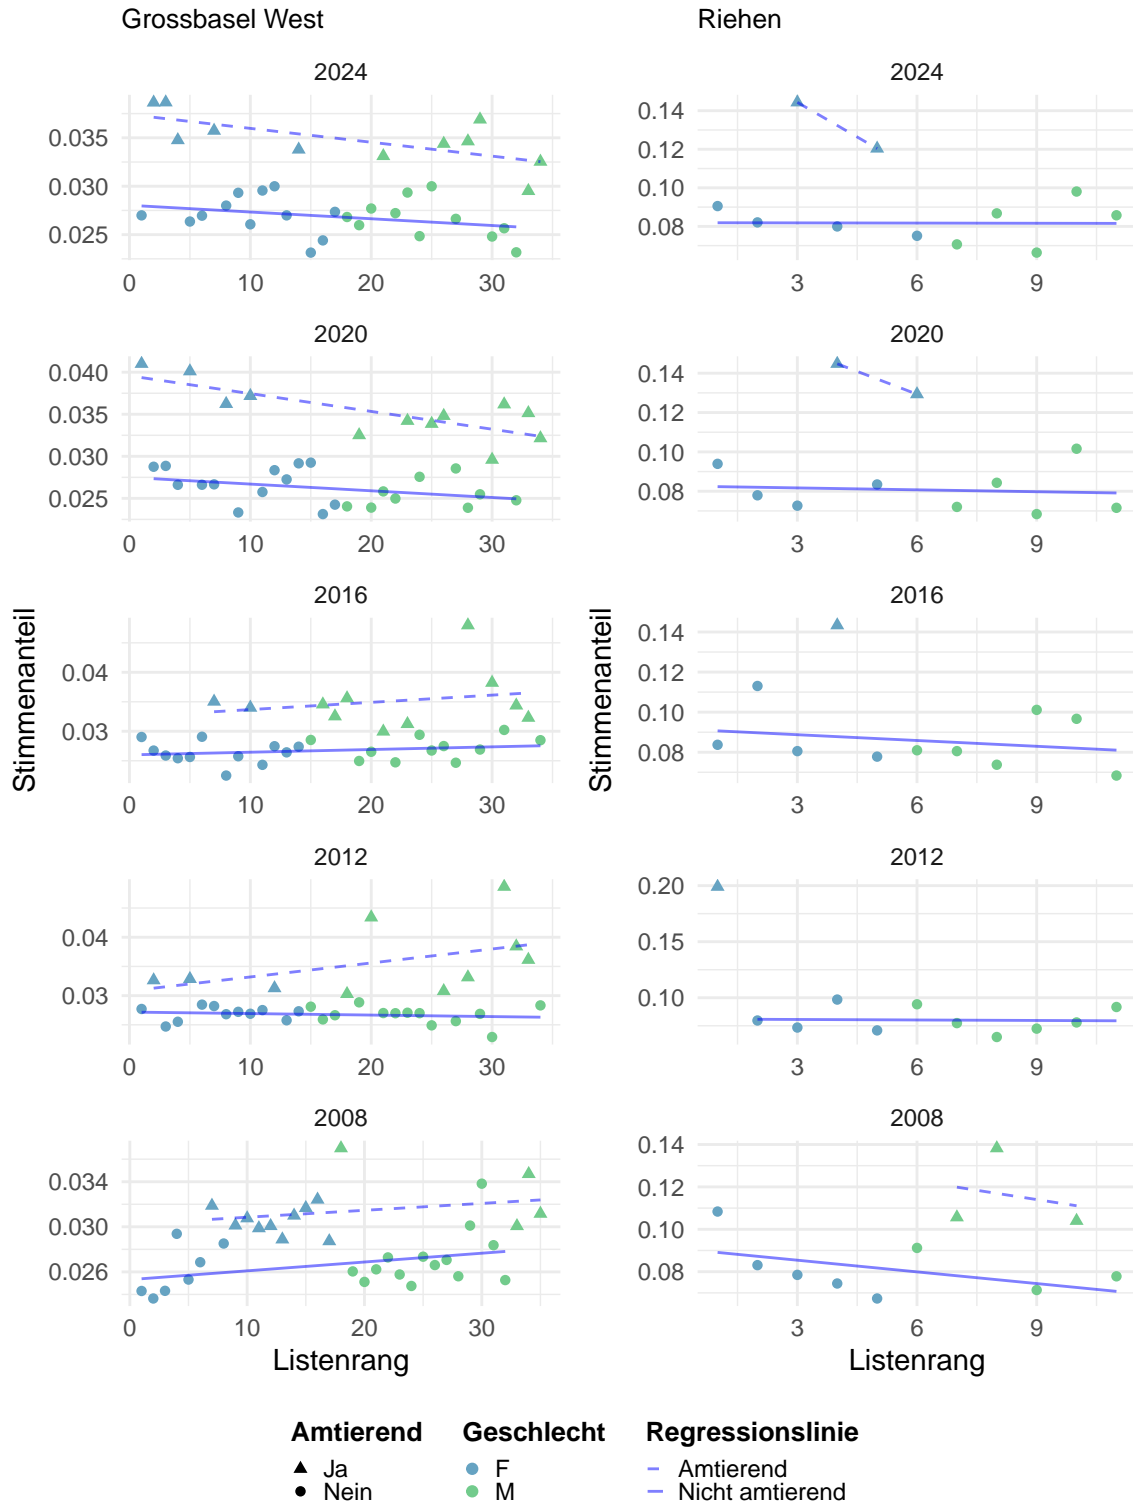 Grossbasel West
Riehen
2024
2024
0.035
0.030
0.025
0 10 20 30
0.14
0.12
0.10
0.08
3 6 9
2020
2020
0.040
0.035
0.030
0.025
0 10 20 30
0.14
0.12
0.10
0.08
3 6 9
Stimmenanteil
Stimmenanteil
2016
2016
0.04
0.03
0 10 20 30
0.14
0.12
0.10
0.08
3 6 9
2012
2012
0.04
0.03
0 10 20 30
0.20
0.15
0.10
3 6 9
2008
2008
0.034
0.030
0.026
0 10 20 30
0.14
0.12
0.10
0.08
3 6 9
Listenrang
Listenrang
Amtierend
Ja
Nein
Geschlecht
F
M
Regressionslinie
Amtierend
Nicht amtierend